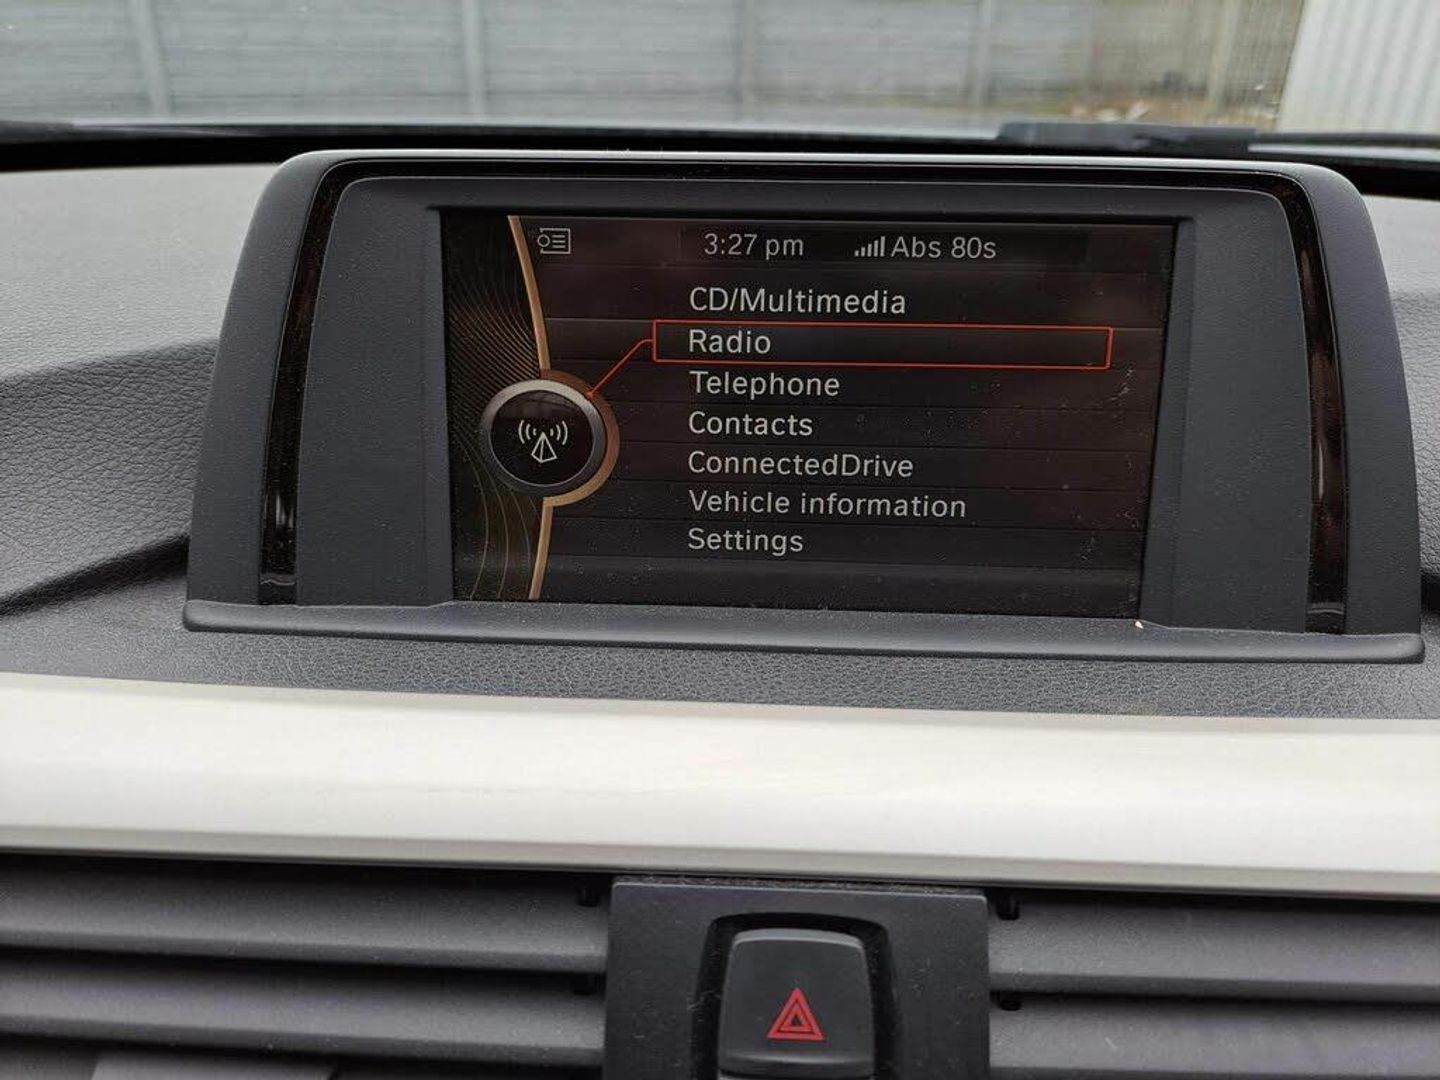 3:27 pm Abs 80s
CD/Multimedia
Radio
Telephone
Contacts
ConnectedDrive
Vehicle information
Settings